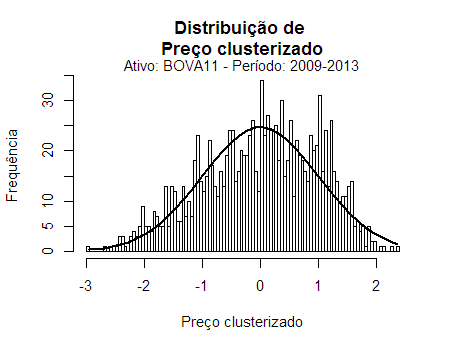 Distribuição de
Preço clusterizado
Ativo: BOVA11 - Período: 2009-2013
Frequência
30
20
10
5
0
-3 -2 -1 0 1 2
Preço clusterizado